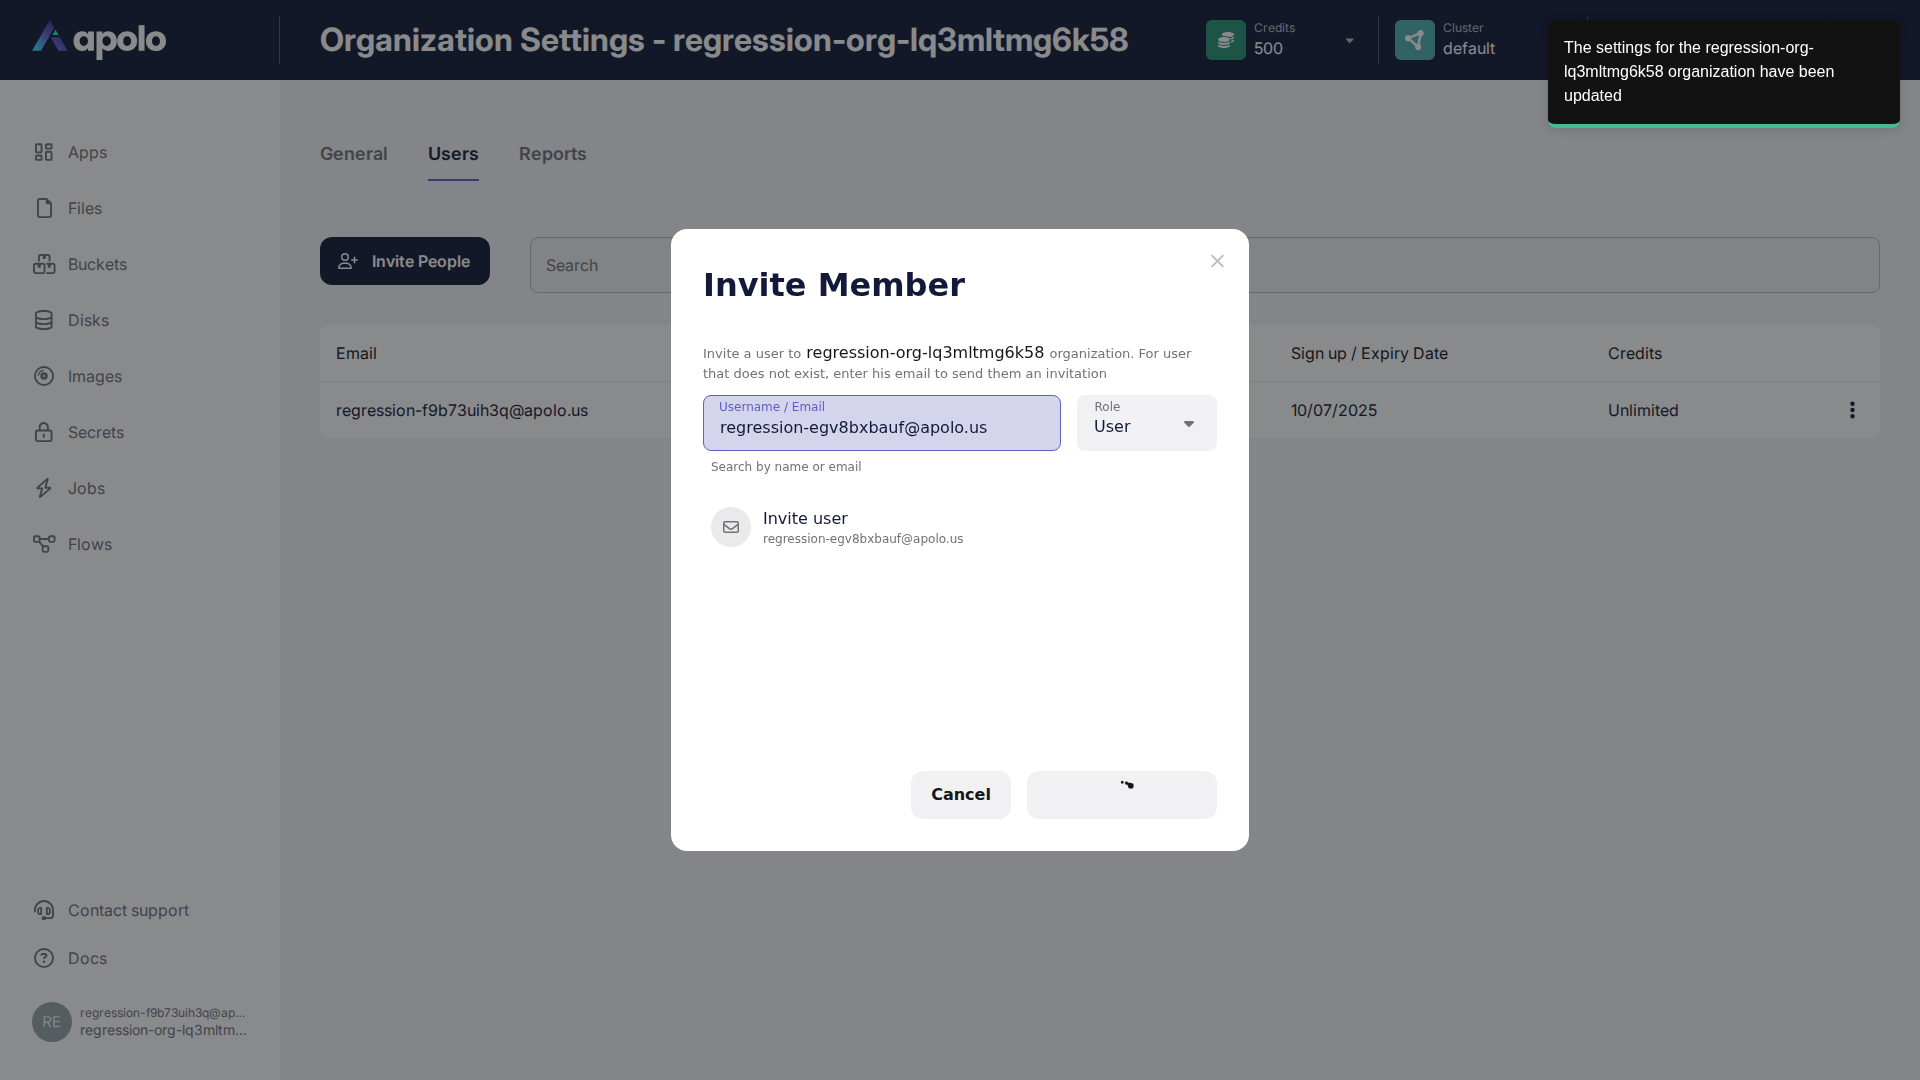 apolo
Organization Settings - regression-org-lq3mltmg6k58
Credits
500
Cluster
default
The settings for the regression-org-
lq3mltmg6k58 organization have been
updated
Apps
Files
Buckets
Disks
Images
Secrets
Jobs
Flows
Contact support
Docs
RE
regression-f9b73uih3q@ap...
regression-org-lq3mltm...
General
Users
Reports
Invite People
Search
Email
Sign up / Expiry Date
Credits
regression-f9b73uih3q@apolo.us
10/07/2025
Unlimited
Invite Member
Invite a user to regression-org-lq3mltmg6k58 organization. For user
that does not exist, enter his email to send them an invitation
Username / Email
regression-egv8bxbauf@apolo.us
Role
User
Search by name or email
Invite user
regression-egv8bxbauf@apolo.us
Cancel